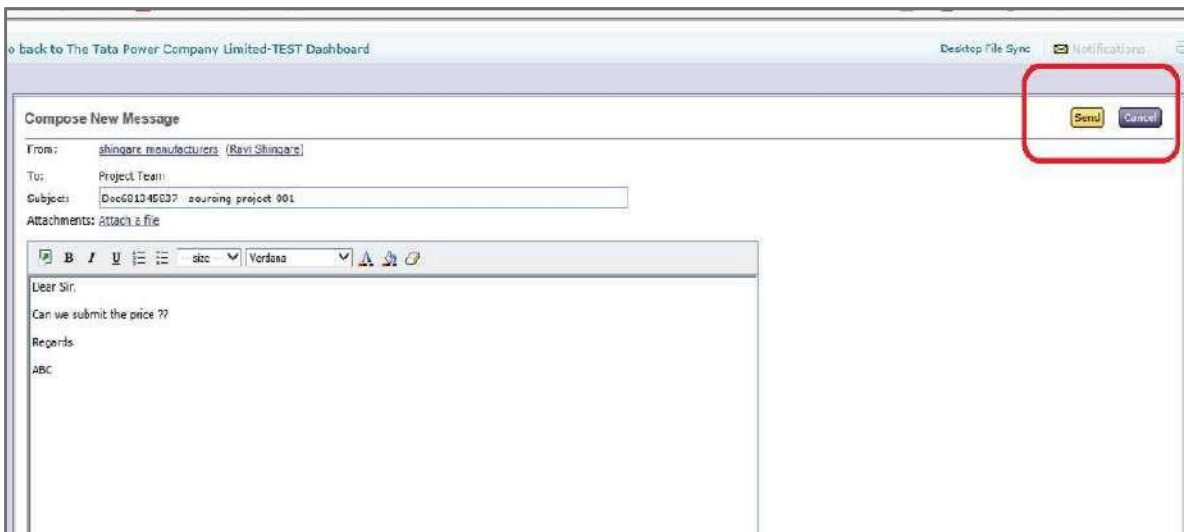 o back to The Tata Power Company Limited-TEST Dashboard Desktop File Sync Notifications
Compose New Message Send Cancel
From: shingare manufacturers (Ravi Shingare)
To: Project Team
Subject: Doc601345037 sourcing project 001
Attachments: Attach a file
B I U size Verdana A
Dear Sir,
Can we submit the price ??
Regards
ABC